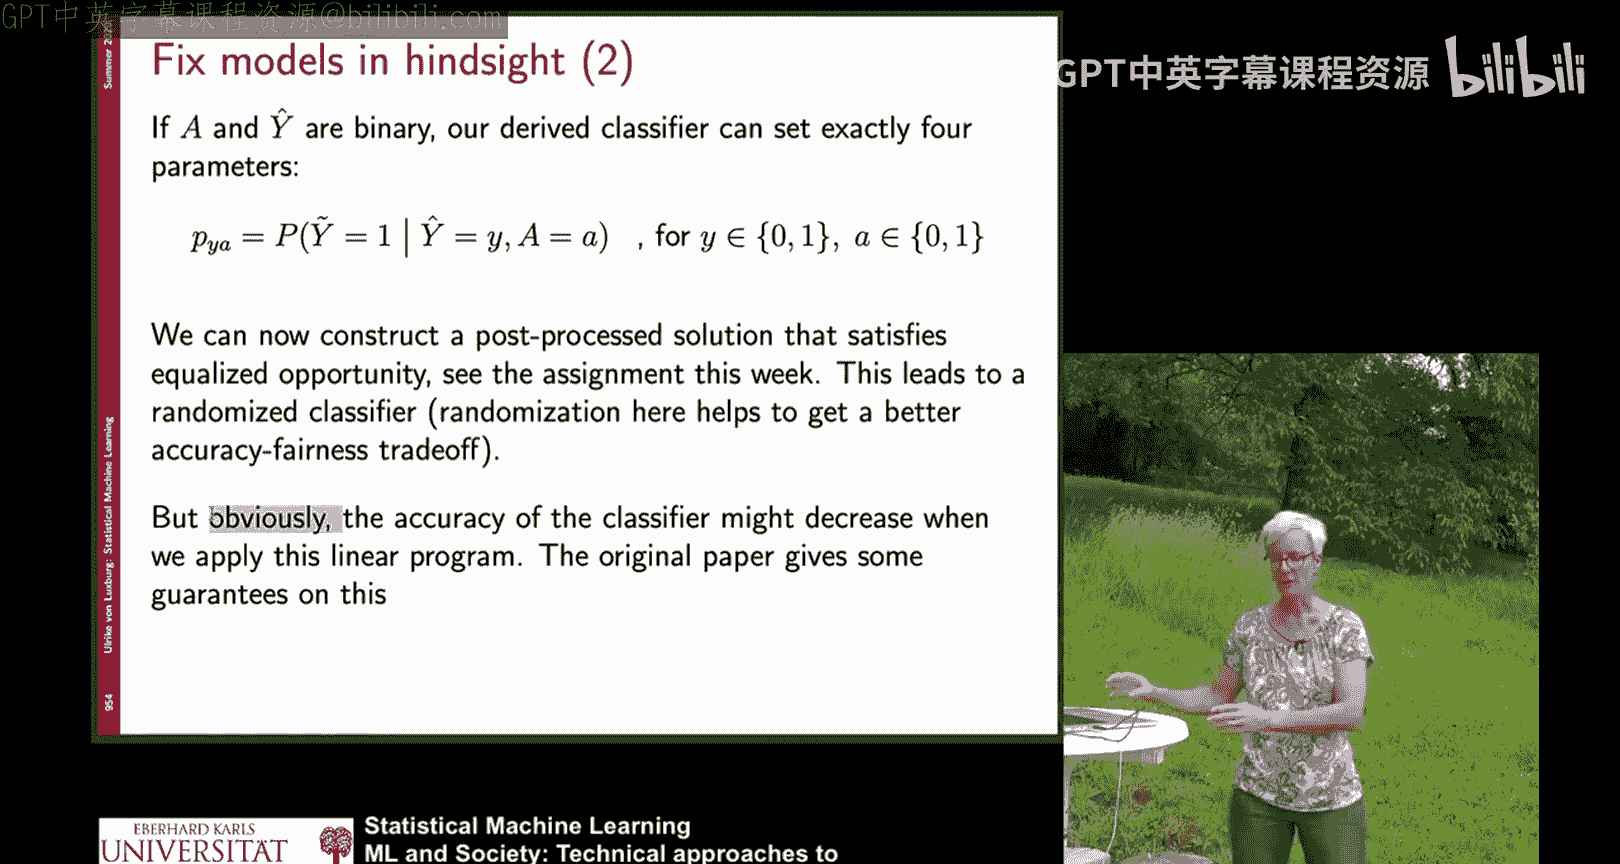 GPT中英字幕课程资源@bilibili.com
GPT中英字幕课程资源 bilibili
Fix models in hindsight (2)
If A and Ŷ are binary, our derived classifier can set exactly four
parameters:
p_{ya} = P(Ỹ = 1 | Ŷ = y, A = a) , for y ∈ {0, 1}, a ∈ {0, 1}
We can now construct a post-processed solution that satisfies
equalized opportunity, see the assignment this week. This leads to a
randomized classifier (randomization here helps to get a better
accuracy-fairness tradeoff).
But obviously, the accuracy of the classifier might decrease when
we apply this linear program. The original paper gives some
guarantees on this
Summer
Ulrike von Luxburg: Statistical Machine Learning
954
EBERHARD KARLS
UNIVERSITÄT
Statistical Machine Learning
ML and Society: Technical approaches to